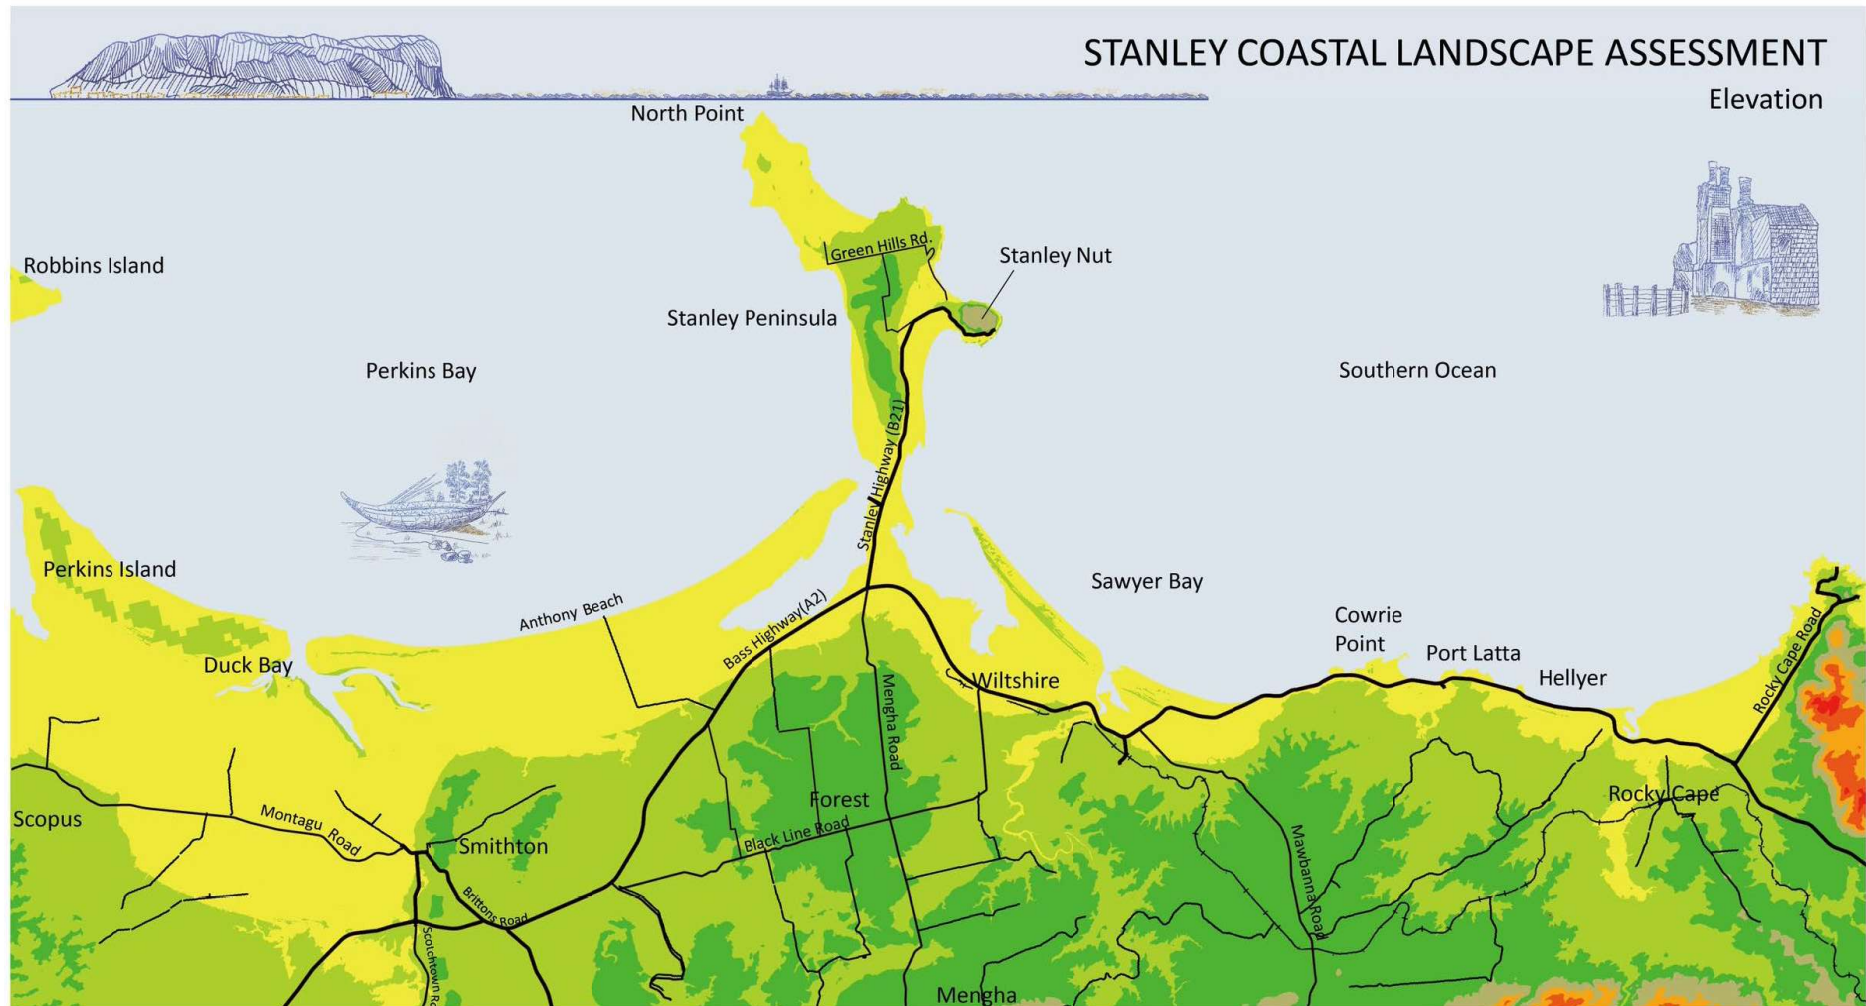 STANLEY COASTAL LANDSCAPE ASSESSMENT
Elevation
North Point
Green Hills Rd.
Stanley Nut
Robbins Island
Stanley Peninsula
Perkins Bay
Southern Ocean
Stanley Highway (B21)
Perkins Island
Sawyer Bay
Anthony Beach
Bass Highway(A2)
Cowrie
Point
Port Latta
Hellyer
Rocky Cape Road
Duck Bay
Wiltshire
Mengha Road
Scopus
Montagu Road
Smithton
Forest
Black Line Road
Rocky Cape
Mawbanna Road
Brittons Road
Scotchtown
Mengha